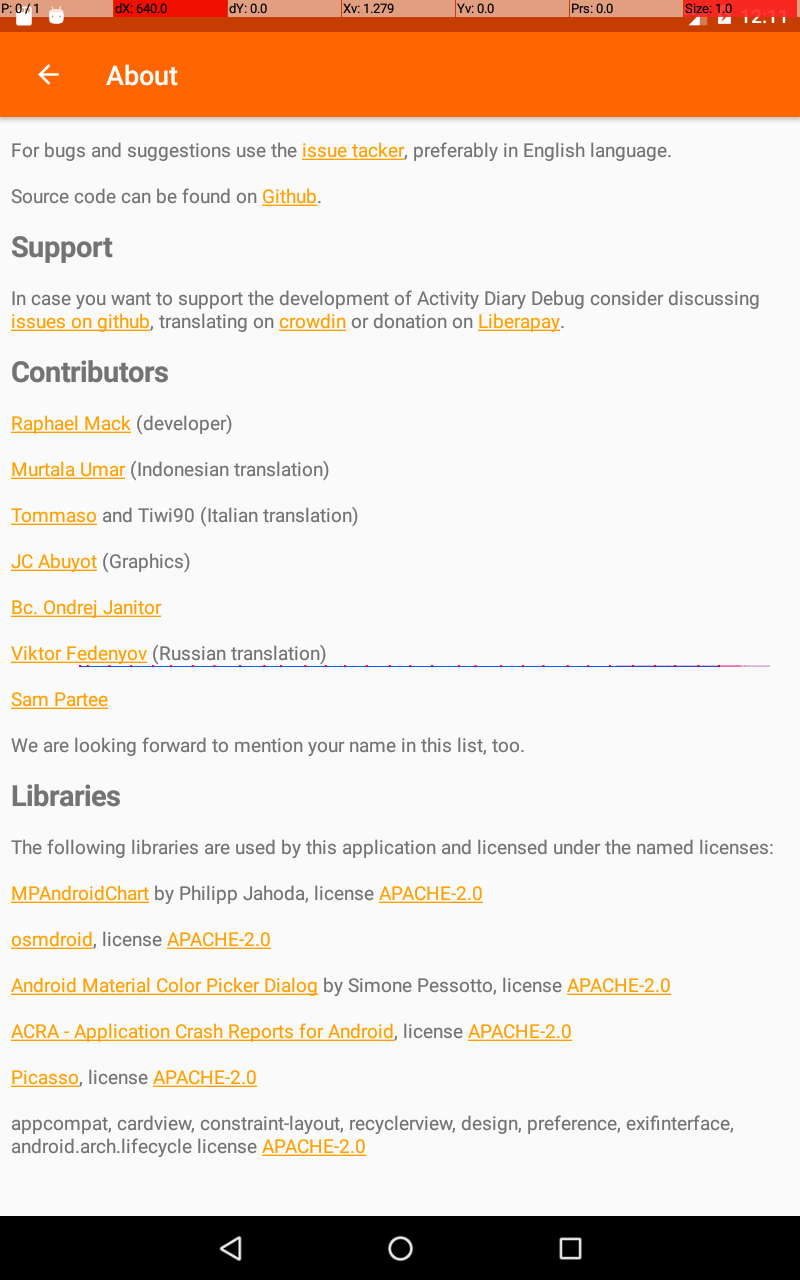 P: 0 / 1 dX: 640.0 dY: 0.0 Xv: 1.279 Yv: 0.0 Prs: 0.0 Size: 1.0
12:11
About
For bugs and suggestions use the issue tacker, preferably in English language.
Source code can be found on Github.
Support
In case you want to support the development of Activity Diary Debug consider discussing
issues on github, translating on crowdin or donation on Liberapay.
Contributors
Raphael Mack (developer)
Murtala Umar (Indonesian translation)
Tommaso and Tiwi90 (Italian translation)
JC Abuyot (Graphics)
Bc. Ondrej Janitor
Viktor Fedenyov (Russian translation)
Sam Partee
We are looking forward to mention your name in this list, too.
Libraries
The following libraries are used by this application and licensed under the named licenses:
MPAndroidChart by Philipp Jahoda, license APACHE-2.0
osmdroid, license APACHE-2.0
Android Material Color Picker Dialog by Simone Pessotto, license APACHE-2.0
ACRA - Application Crash Reports for Android, license APACHE-2.0
Picasso, license APACHE-2.0
appcompat, cardview, constraint-layout, recyclerview, design, preference, exifinterface,
android.arch.lifecycle license APACHE-2.0